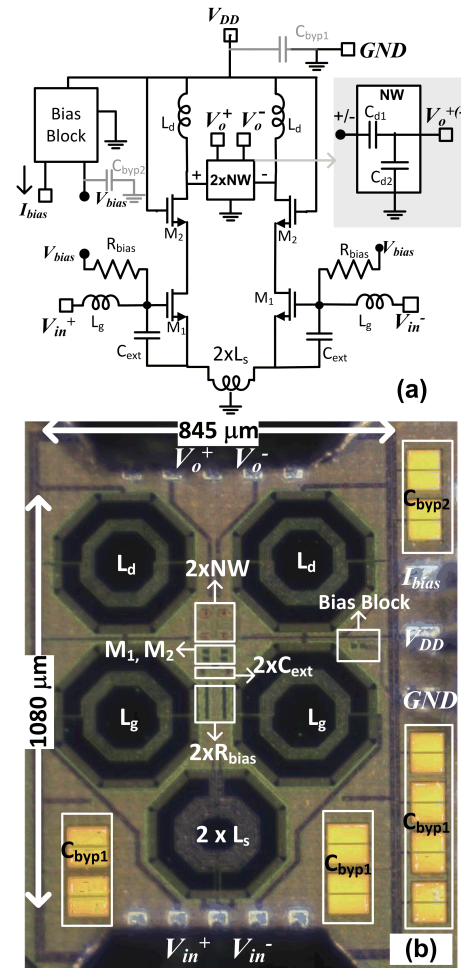 V_DD
C_byp1
GND
Bias
Block
L_d
V_o^+
V_o^-
L_d
NW
+/-
C_d1
V_o^+(-
C_d2
C_byp2
I_bias
V_bias
+
2xNW
-
M_2
M_2
V_bias
R_bias
R_bias
V_bias
M_1
M_1
V_in^+
L_g
L_g
V_in^-
C_ext
2xL_s
C_ext
(a)
845 μm
V_o^+
V_o^-
C_byp2
L_d
L_d
2xNW
I_bias
Bias Block
M_1, M_2
V_DD
2xC_ext
1080 μm
L_g
L_g
GND
2xR_bias
2 x L_s
C_byp1
C_byp1
C_byp1
V_in^+
V_in^-
(b)